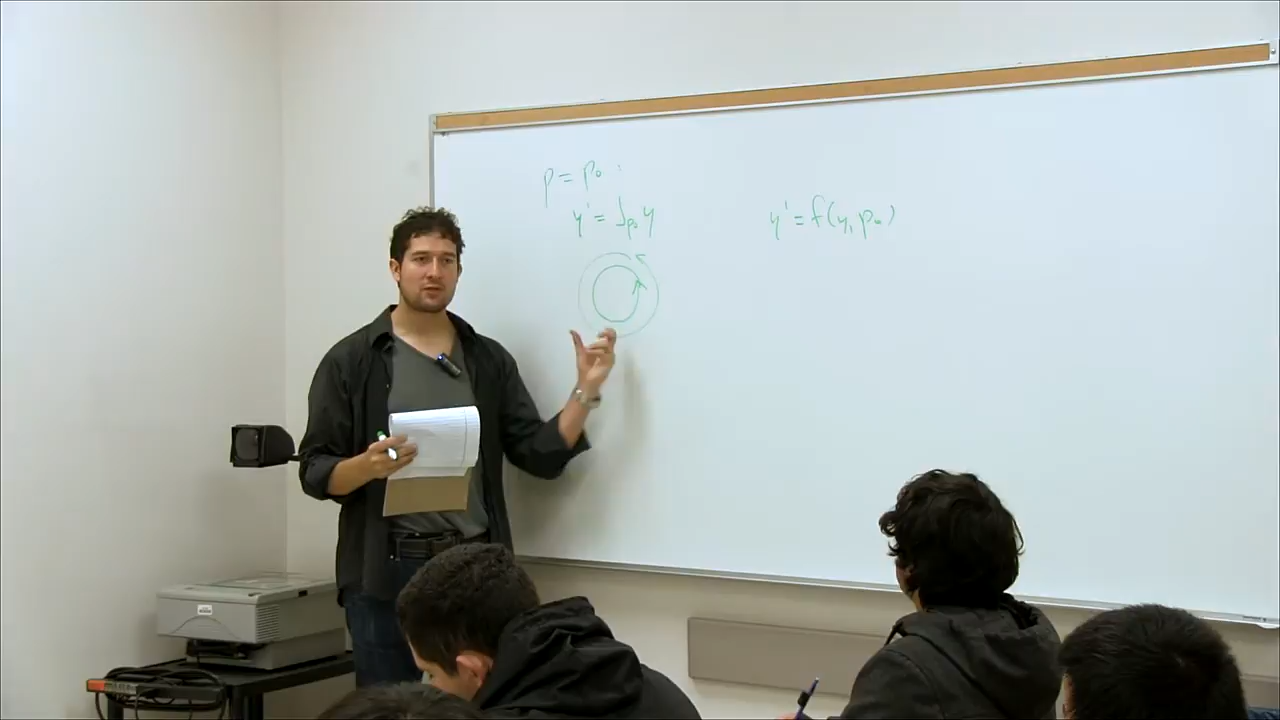 p = p₀ :
y' = J_{p₀} y
y' = f(y, p₀)